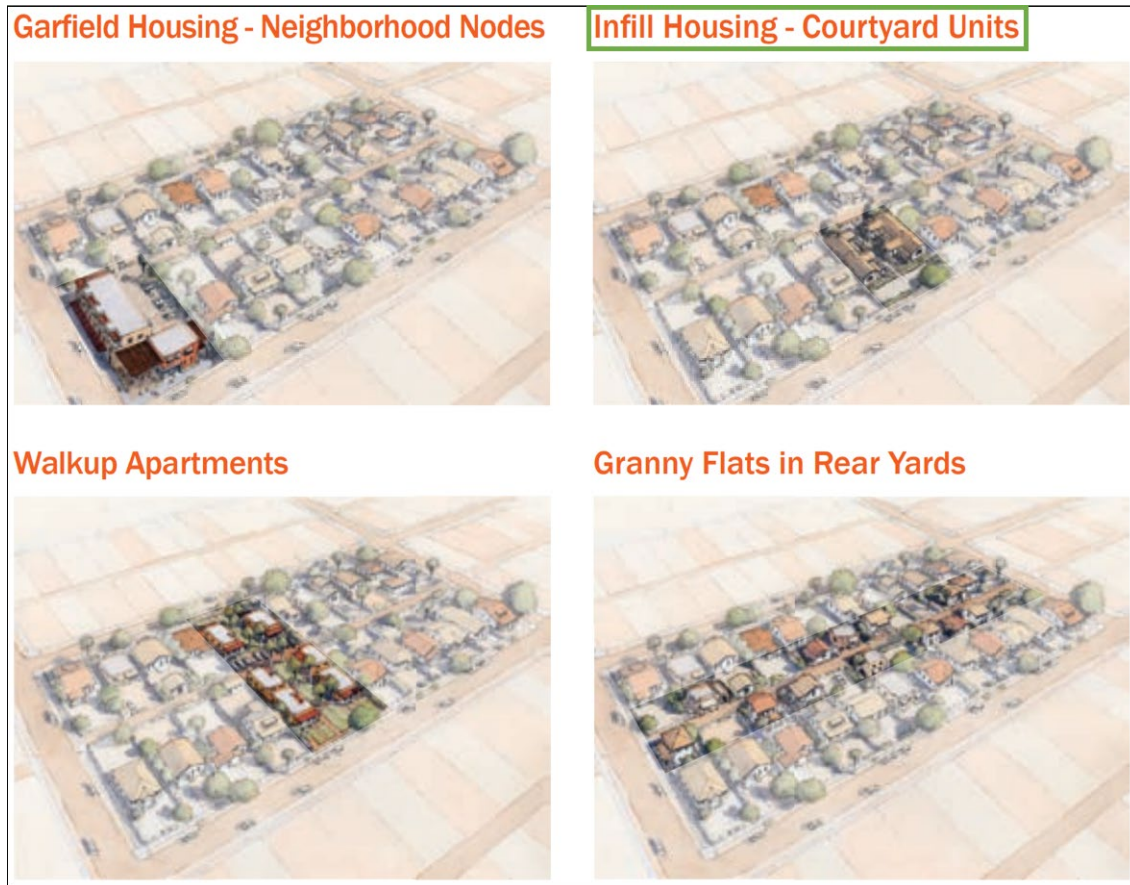 Garfield Housing - Neighborhood Nodes
Infill Housing - Courtyard Units
Walkup Apartments
Granny Flats in Rear Yards